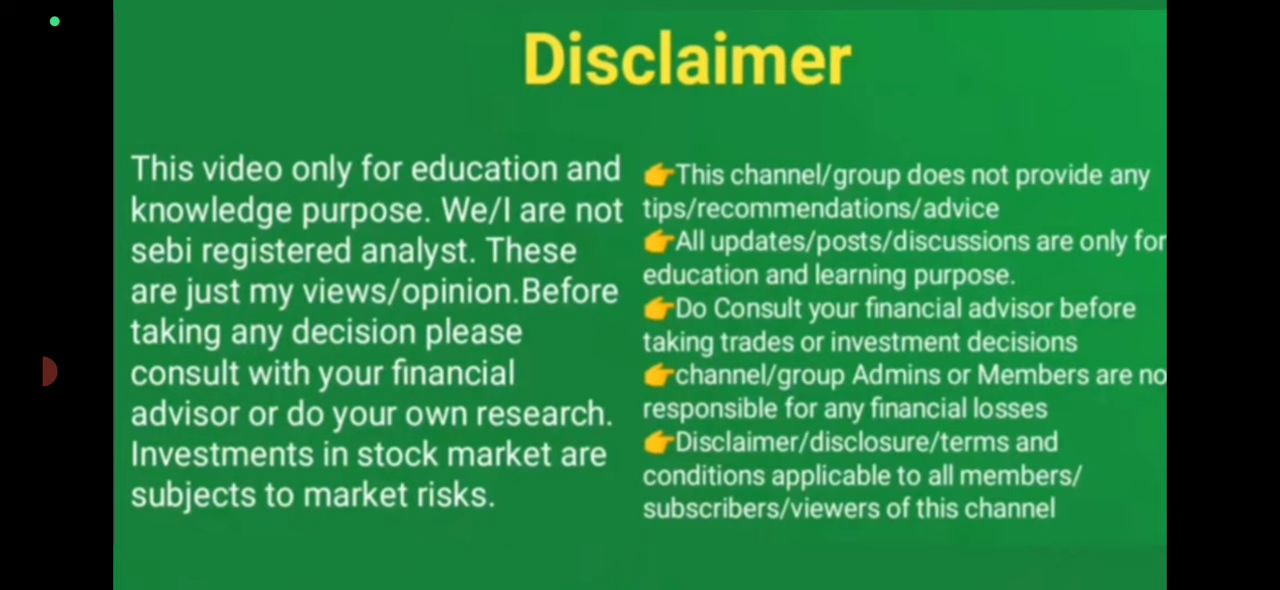 Disclaimer
This video only for education and
knowledge purpose. We/I are not
sebi registered analyst. These
are just my views/opinion.Before
taking any decision please
consult with your financial
advisor or do your own research.
Investments in stock market are
subjects to market risks.
👉This channel/group does not provide any
tips/recommendations/advice
👉All updates/posts/discussions are only for
education and learning purpose.
👉Do Consult your financial advisor before
taking trades or investment decisions
👉channel/group Admins or Members are no
responsible for any financial losses
👉Disclaimer/disclosure/terms and
conditions applicable to all members/
subscribers/viewers of this channel